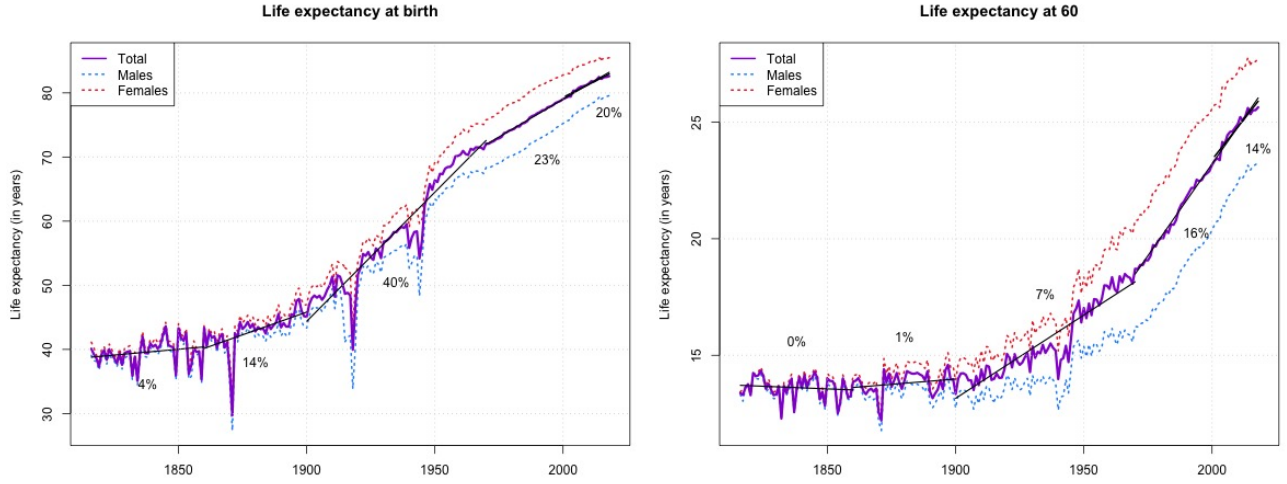 Life expectancy at birth
Total
Males
Females
Life expectancy (in years)
80
70
60
50
40
30
4%
14%
40%
23%
20%
1850
1900
1950
2000
Life expectancy at 60
Total
Males
Females
Life expectancy (in years)
25
20
15
0%
1%
7%
16%
14%
1850
1900
1950
2000